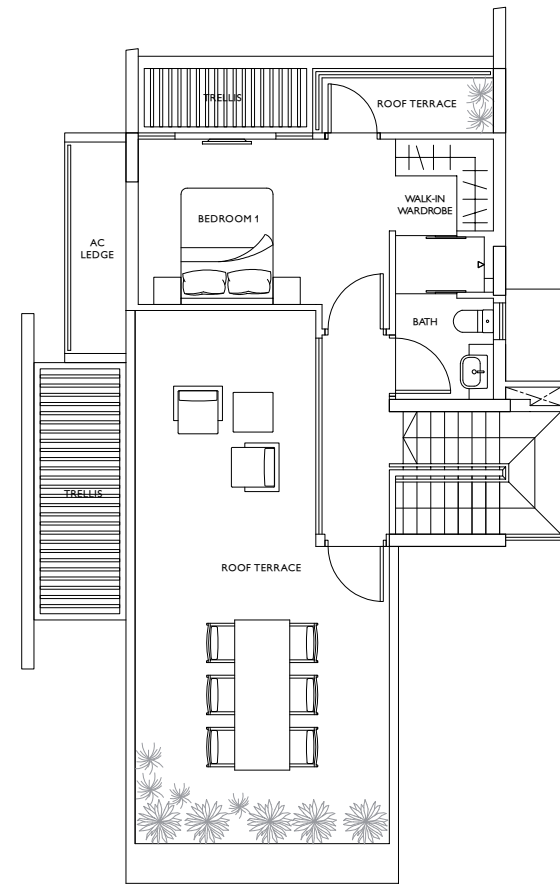 TRELLIS
ROOF TERRACE
WALK-IN
WARDROBE
BEDROOM 1
AC
LEDGE
BATH
TRELLIS
ROOF TERRACE